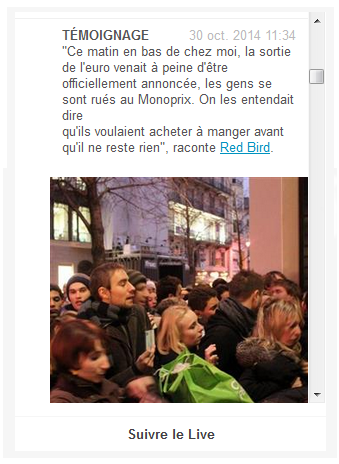 TÉMOIGNAGE 30 oct. 2014 11:34
"Ce matin en bas de chez moi, la sortie
de l'euro venait à peine d'être
officiellement annoncée, les gens se
sont rués au Monoprix. On les entendait
dire
qu'ils voulaient acheter à manger avant
qu'il ne reste rien", raconte Red Bird.
Suivre le Live